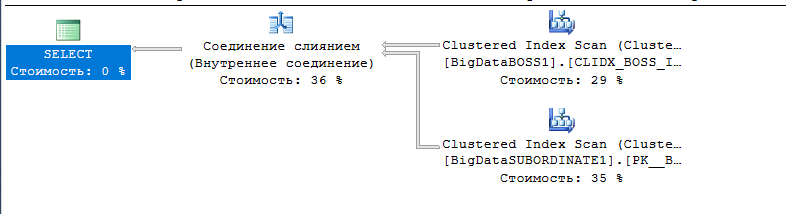 SELECT
Стоимость: 0 %
Соединение слиянием
(Внутреннее соединение)
Стоимость: 36 %
Clustered Index Scan (Cluste…
[BigDataBOSS1].[CLIDX_BOSS_I…
Стоимость: 29 %
Clustered Index Scan (Cluste…
[BigDataSUBORDINATE1].[PK__B…
Стоимость: 35 %